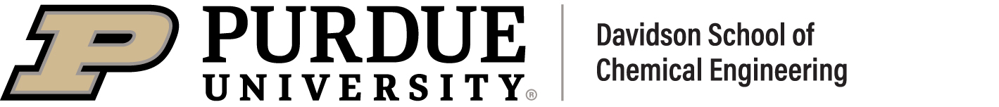 P
PURDUE
UNIVERSITY®
Davidson School of
Chemical Engineering